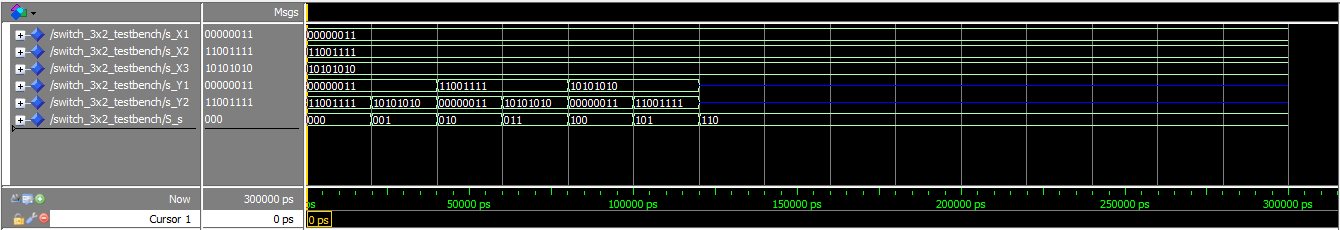 Msgs
/switch_3x2_testbench/s_X1 00000011 00000011
/switch_3x2_testbench/s_X2 11001111 11001111
/switch_3x2_testbench/s_X3 10101010 10101010
/switch_3x2_testbench/s_Y1 00000011 00000011 11001111 10101010
/switch_3x2_testbench/s_Y2 11001111 11001111 10101010 00000011 10101010 00000011 11001111
/switch_3x2_testbench/S_s 000 000 001 010 011 100 101 110
Now 300000 ps ps 50000 ps 100000 ps 150000 ps 200000 ps 250000 ps 300000 ps
Cursor 1 0 ps 0 ps